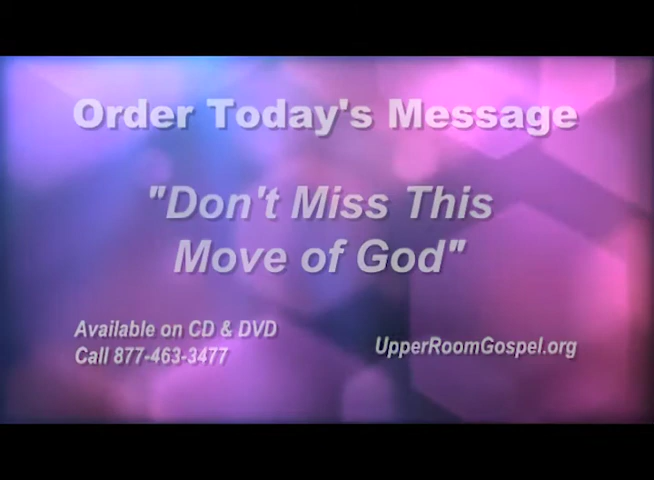 Order Today's Message
"Don't Miss This
Move of God"
Available on CD & DVD
Call 877-463-3477
UpperRoomGospel.org